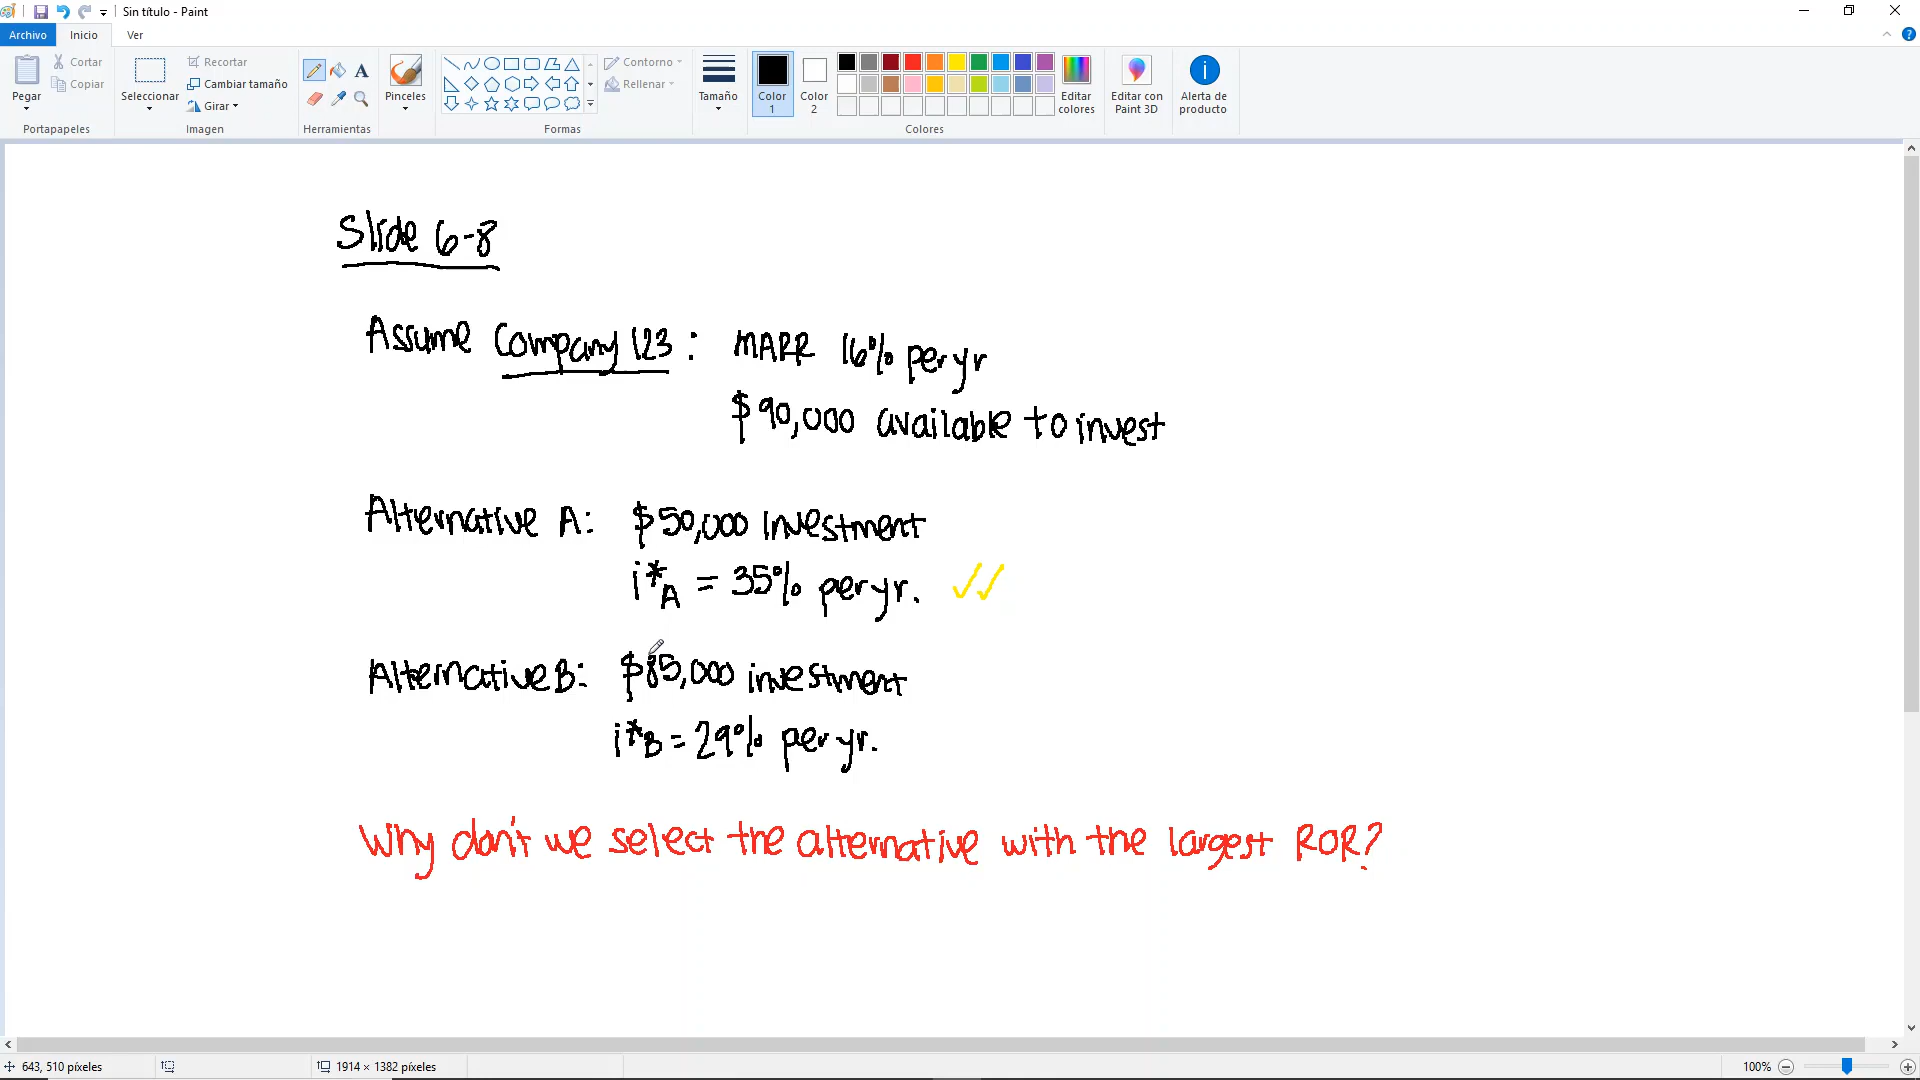 Sin título - Paint
Archivo Inicio Ver
Pegar Cortar Copiar Portapapeles
Seleccionar Recortar Cambiar tamaño Girar Imagen
Herramientas
Pinceles
Contorno Rellenar Formas
Tamaño
Color 1 Color 2 Colores Editar colores
Editar con Paint 3D
Alerta de producto
Slide 6-8
Assume Company 123: MARR 16% per yr
$90,000 available to invest
Alternative A: $50,000 investment
i*A = 35% per yr. ✓✓
Alternative B: $85,000 investment
i*B = 29% per yr.
Why don't we select the alternative with the largest ROR?
643, 510 píxeles 1914 × 1382 píxeles 100%